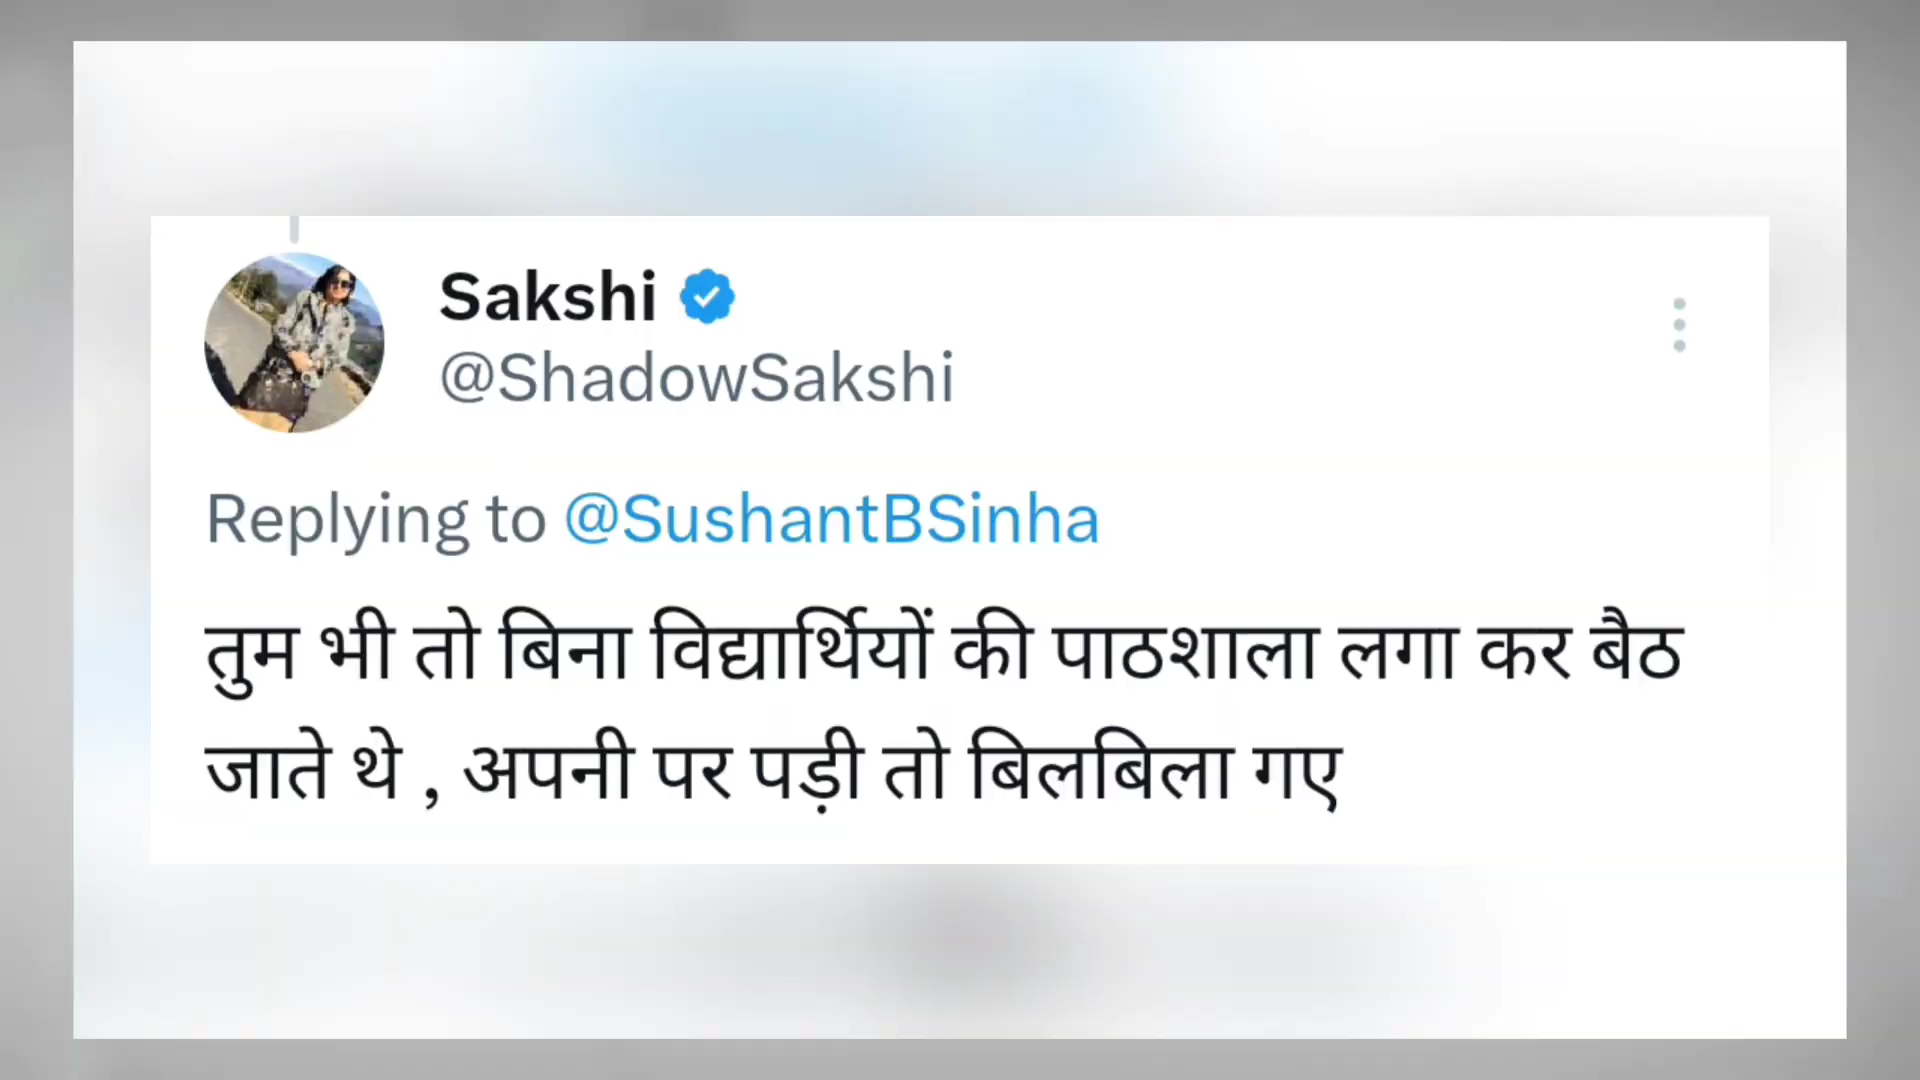 Sakshi
@ShadowSakshi
Replying to @SushantBSinha
तुम भी तो बिना विद्यार्थियों की पाठशाला लगा कर बैठ
जाते थे , अपनी पर पड़ी तो बिलबिला गए